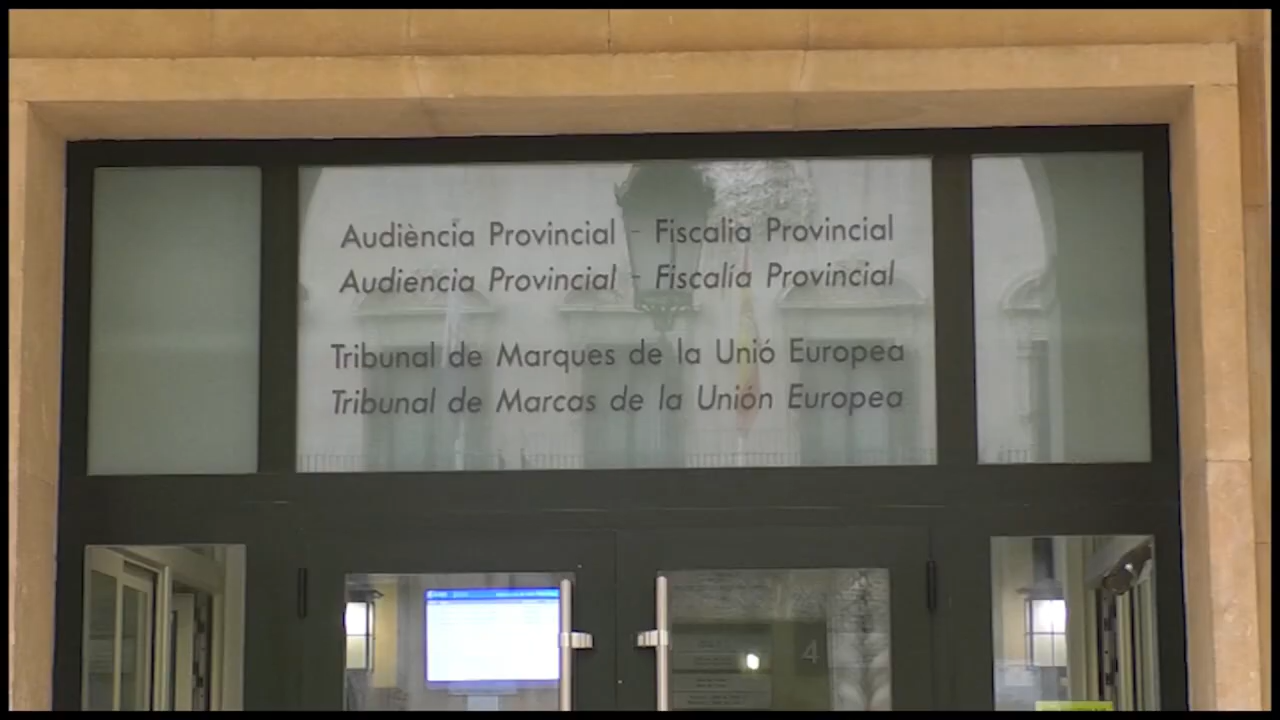 Audiència Provincial - Fiscalia Provincial
Audiencia Provincial - Fiscalía Provincial
Tribunal de Marques de la Unió Europea
Tribunal de Marcas de la Unión Europea
4